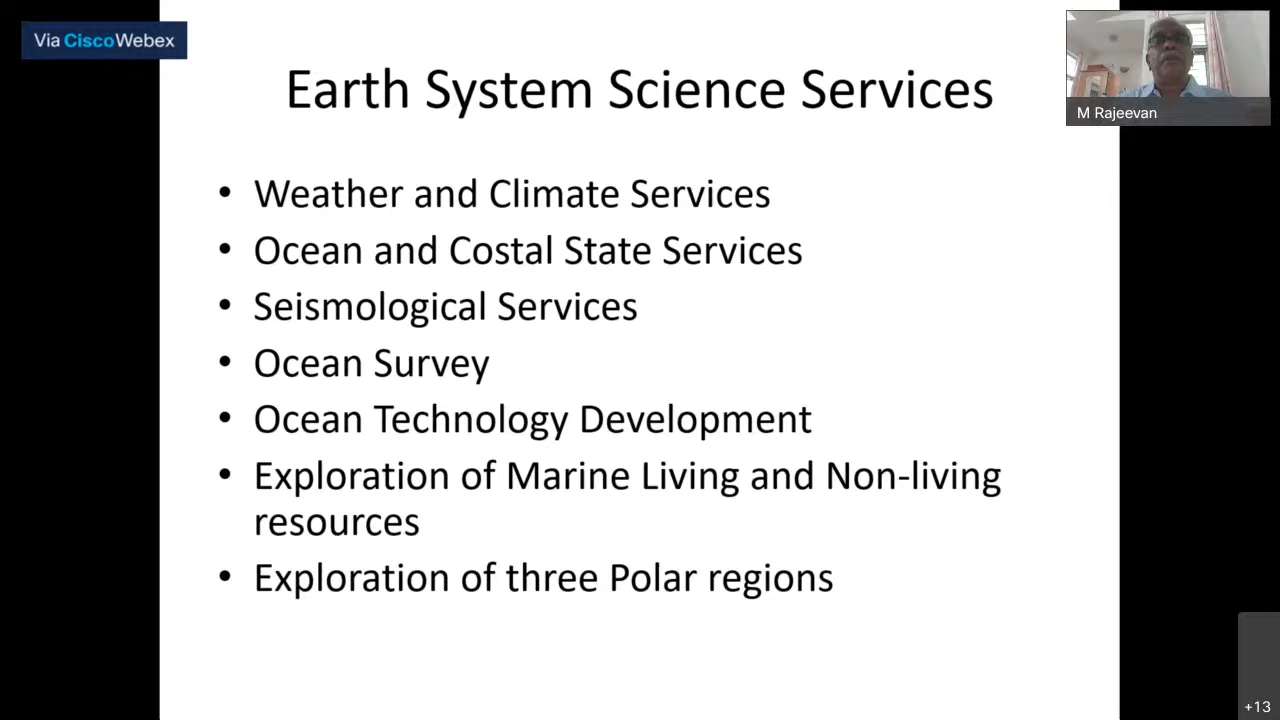 Via CiscoWebex
Earth System Science Services
M Rajeevan
• Weather and Climate Services
• Ocean and Costal State Services
• Seismological Services
• Ocean Survey
• Ocean Technology Development
• Exploration of Marine Living and Non-living
resources
• Exploration of three Polar regions
+13